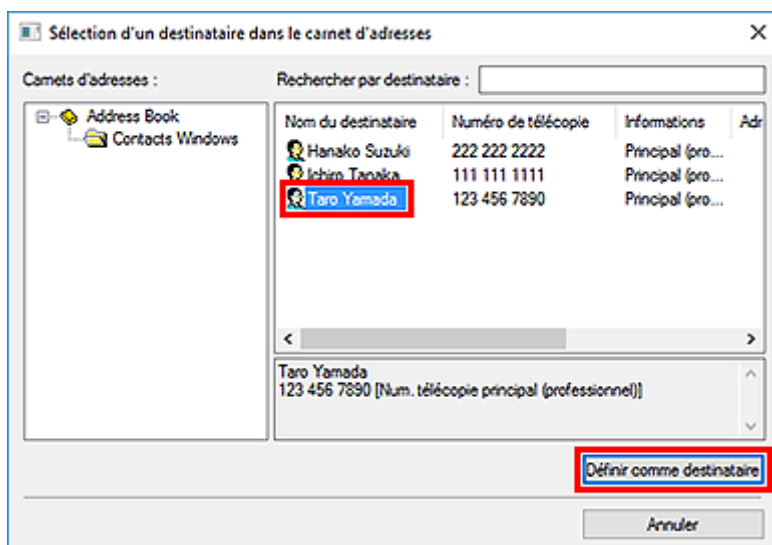 Sélection d'un destinataire dans le carnet d'adresses
Carnets d'adresses :
Rechercher par destinataire :
Address Book
Contacts Windows
Nom du destinataire Numéro de télécopie Informations Adr
Hanako Suzuki 222 222 2222 Principal (pro...
Ichiro Tanaka 111 111 1111 Principal (pro...
Taro Yamada 123 456 7890 Principal (pro...
Taro Yamada
123 456 7890 [Num. télécopie principal (professionnel)]
Définir comme destinataire
Annuler